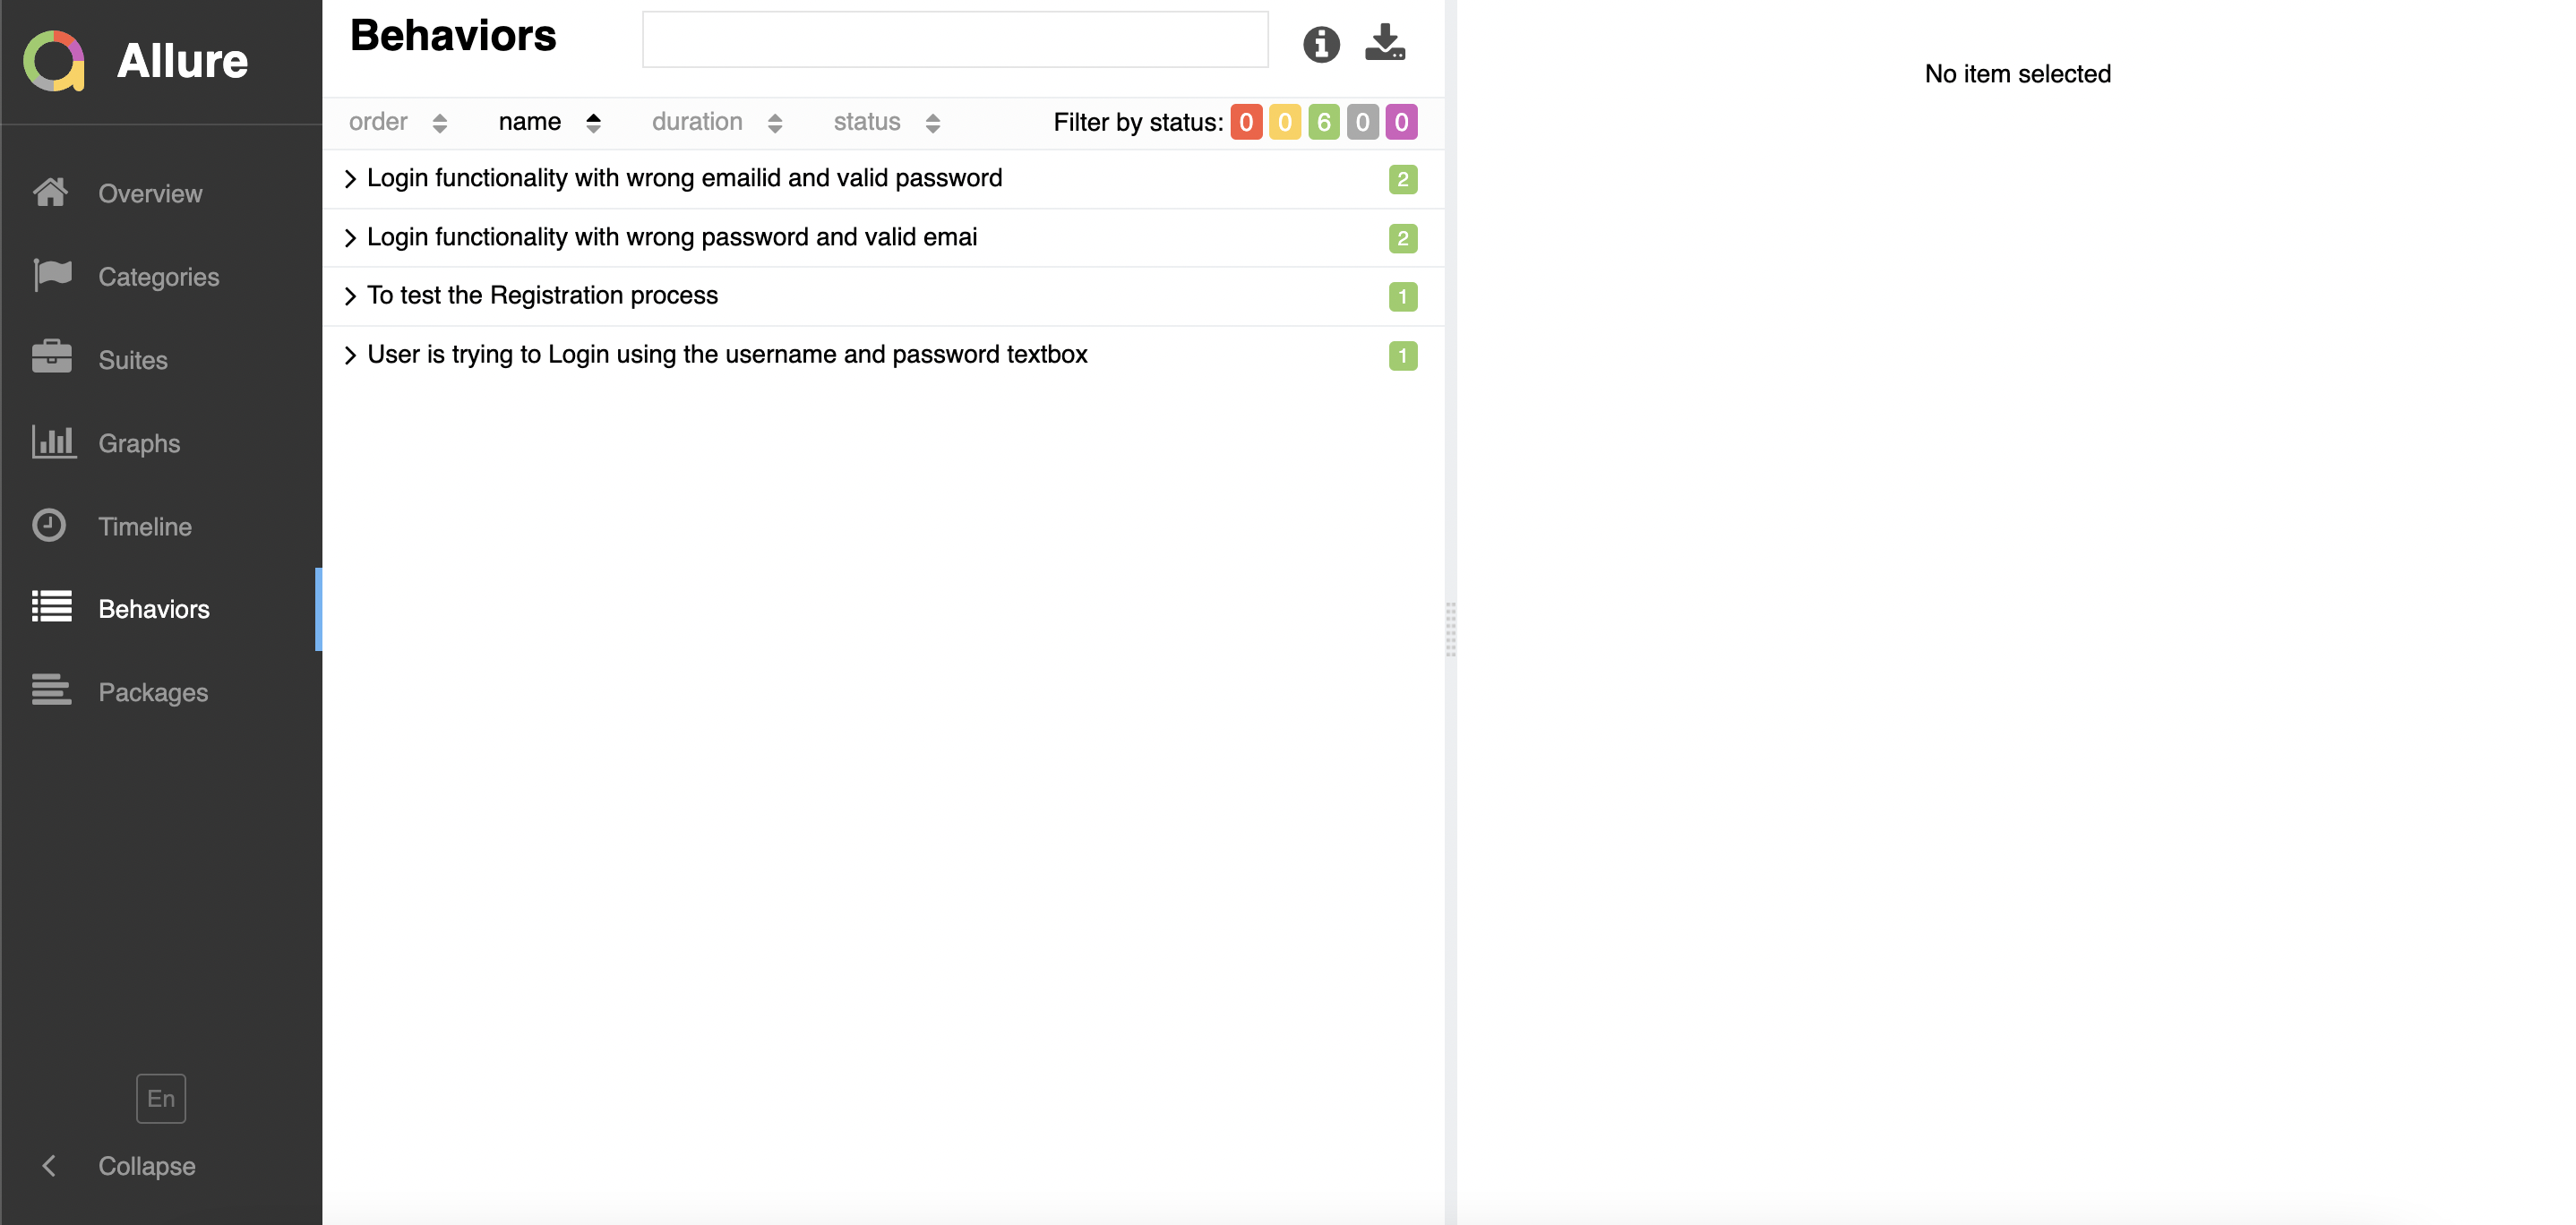 Allure
Overview
Categories
Suites
Graphs
Timeline
Behaviors
Packages
En
Collapse
Behaviors
order name duration status Filter by status: 0 0 6 0 0
Login functionality with wrong emailid and valid password 2
Login functionality with wrong password and valid emai 2
To test the Registration process 1
User is trying to Login using the username and password textbox 1
No item selected